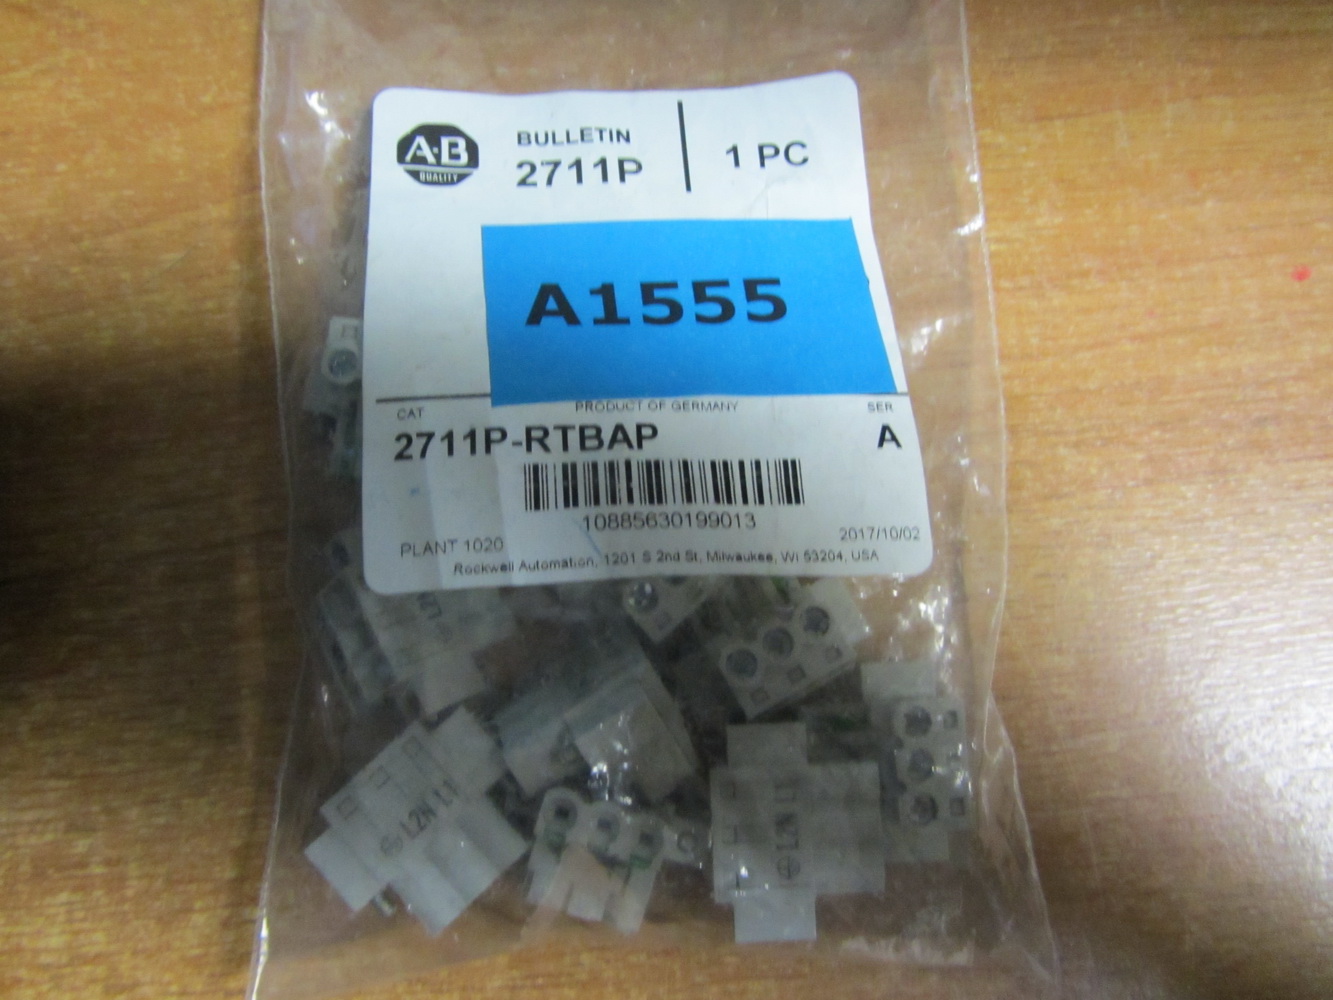 A·B
QUALITY
BULLETIN
2711P
1 PC
A1555
CAT
PRODUCT OF GERMANY
SER
2711P-RTBAP
A
10885630199013
PLANT 1020
2017/10/02
Rockwell Automation, 1201 S 2nd St, Milwaukee, WI 53204, USA
L2N L1
L2N L1